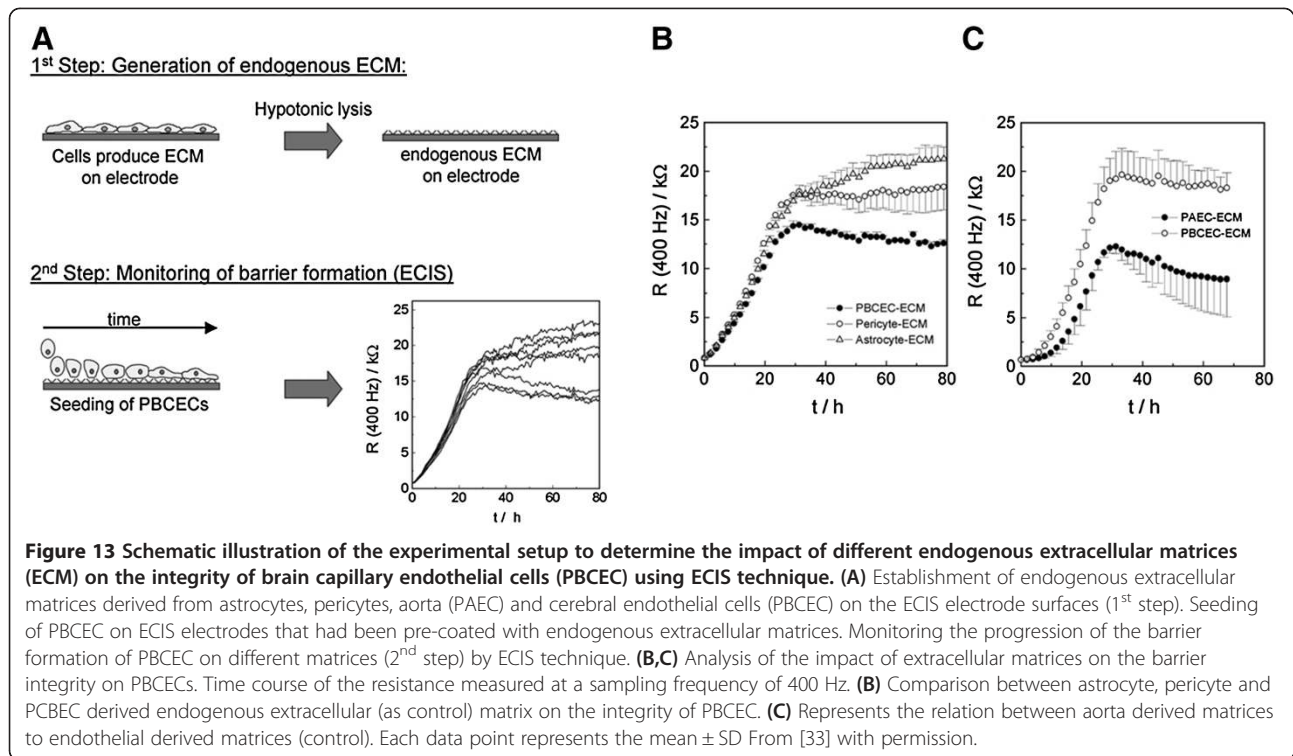 A
1st Step: Generation of endogenous ECM:
Hypotonic lysis
Cells produce ECM
on electrode
endogenous ECM
on electrode
2nd Step: Monitoring of barrier formation (ECIS)
time
Seeding of PBCECs
R (400 Hz) / kΩ
25
20
15
10
5
0
0 20 40 60 80
t / h
B
R (400 Hz) / kΩ
25
20
15
10
5
0
PBCEC-ECM
Pericyte-ECM
Astrocyte-ECM
0 20 40 60 80
t / h
C
R (400 Hz) / kΩ
25
20
15
10
5
0
PAEC-ECM
PBCEC-ECM
0 20 40 60 80
t / h
Figure 13 Schematic illustration of the experimental setup to determine the impact of different endogenous extracellular matrices
(ECM) on the integrity of brain capillary endothelial cells (PBCEC) using ECIS technique. (A) Establishment of endogenous extracellular
matrices derived from astrocytes, pericytes, aorta (PAEC) and cerebral endothelial cells (PBCEC) on the ECIS electrode surfaces (1st step). Seeding
of PBCEC on ECIS electrodes that had been pre-coated with endogenous extracellular matrices. Monitoring the progression of the barrier
formation of PBCEC on different matrices (2nd step) by ECIS technique. (B,C) Analysis of the impact of extracellular matrices on the barrier
integrity on PBCECs. Time course of the resistance measured at a sampling frequency of 400 Hz. (B) Comparison between astrocyte, pericyte and
PCBEC derived endogenous extracellular (as control) matrix on the integrity of PBCEC. (C) Represents the relation between aorta derived matrices
to endothelial derived matrices (control). Each data point represents the mean ± SD From [33] with permission.